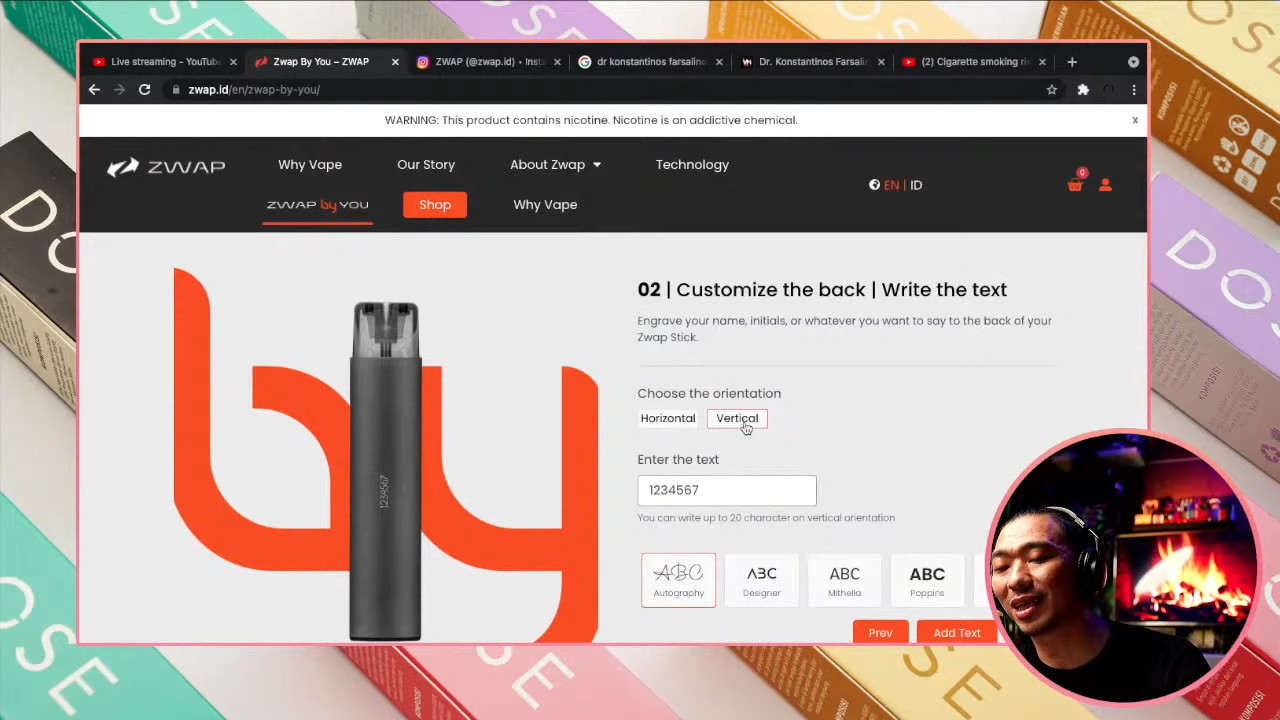 Live streaming - YouTube
Zwap By You – ZWAP
ZWAP (@zwap.id) • Insta
dr konstantinos farsalino
Dr. Konstantinos Farsalin
(2) Cigarette smoking ri
zwap.id/en/zwap-by-you/
WARNING: This product contains nicotine. Nicotine is an addictive chemical.
x
ZWAP
Why Vape
Our Story
About Zwap
Technology
ZWAP by YOU
Shop
Why Vape
EN | ID
0
by
1234567
02 | Customize the back | Write the text
Engrave your name, initials, or whatever you want to say to the back of your
Zwap Stick.
Choose the orientation
Horizontal
Vertical
Enter the text
1234567
You can write up to 20 character on vertical orientation
ABC
Autography
ABC
Designer
ABC
Mithella
ABC
Poppins
Prev
Add Text
KOMPOSISI
KOMPOSISI